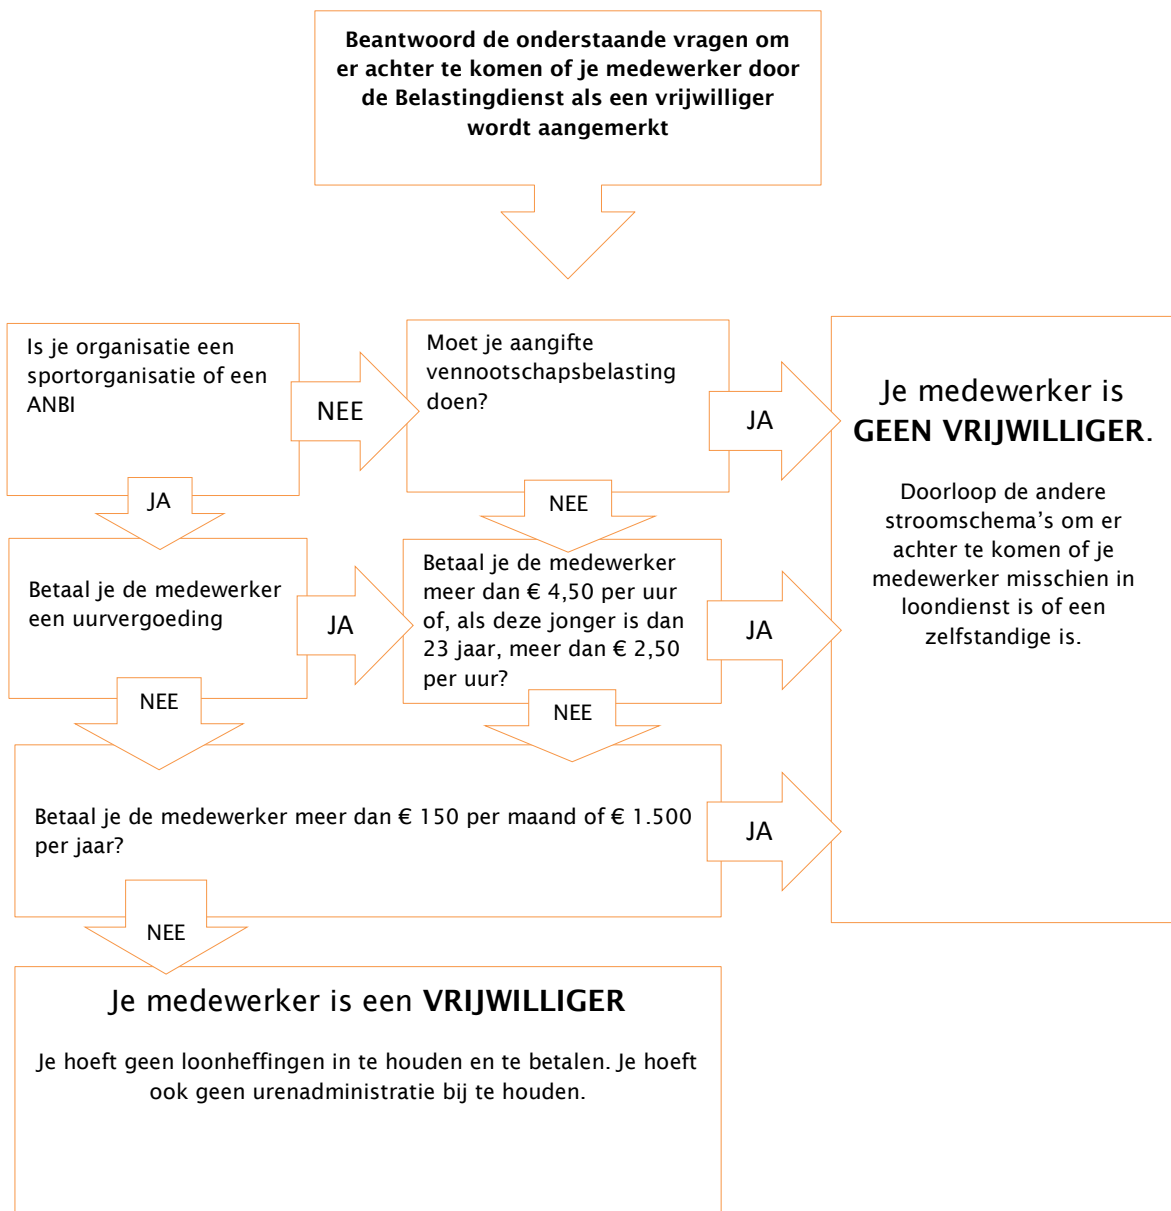 Beantwoord de onderstaande vragen om
er achter te komen of je medewerker door
de Belastingdienst als een vrijwilliger
wordt aangemerkt
Is je organisatie een
sportorganisatie of een
ANBI
NEE
Moet je aangifte
vennootschapsbelasting
doen?
JA
Je medewerker is
GEEN VRIJWILLIGER.
Doorloop de andere
stroomschema's om er
achter te komen of je
medewerker misschien in
loondienst is of een
zelfstandige is.
JA
NEE
Betaal je de medewerker
een uurvergoeding
JA
Betaal je de medewerker
meer dan € 4,50 per uur
of, als deze jonger is dan
23 jaar, meer dan € 2,50
per uur?
JA
NEE
NEE
Betaal je de medewerker meer dan € 150 per maand of € 1.500
per jaar?
JA
NEE
Je medewerker is een VRIJWILLIGER
Je hoeft geen loonheffingen in te houden en te betalen. Je hoeft
ook geen urenadministratie bij te houden.